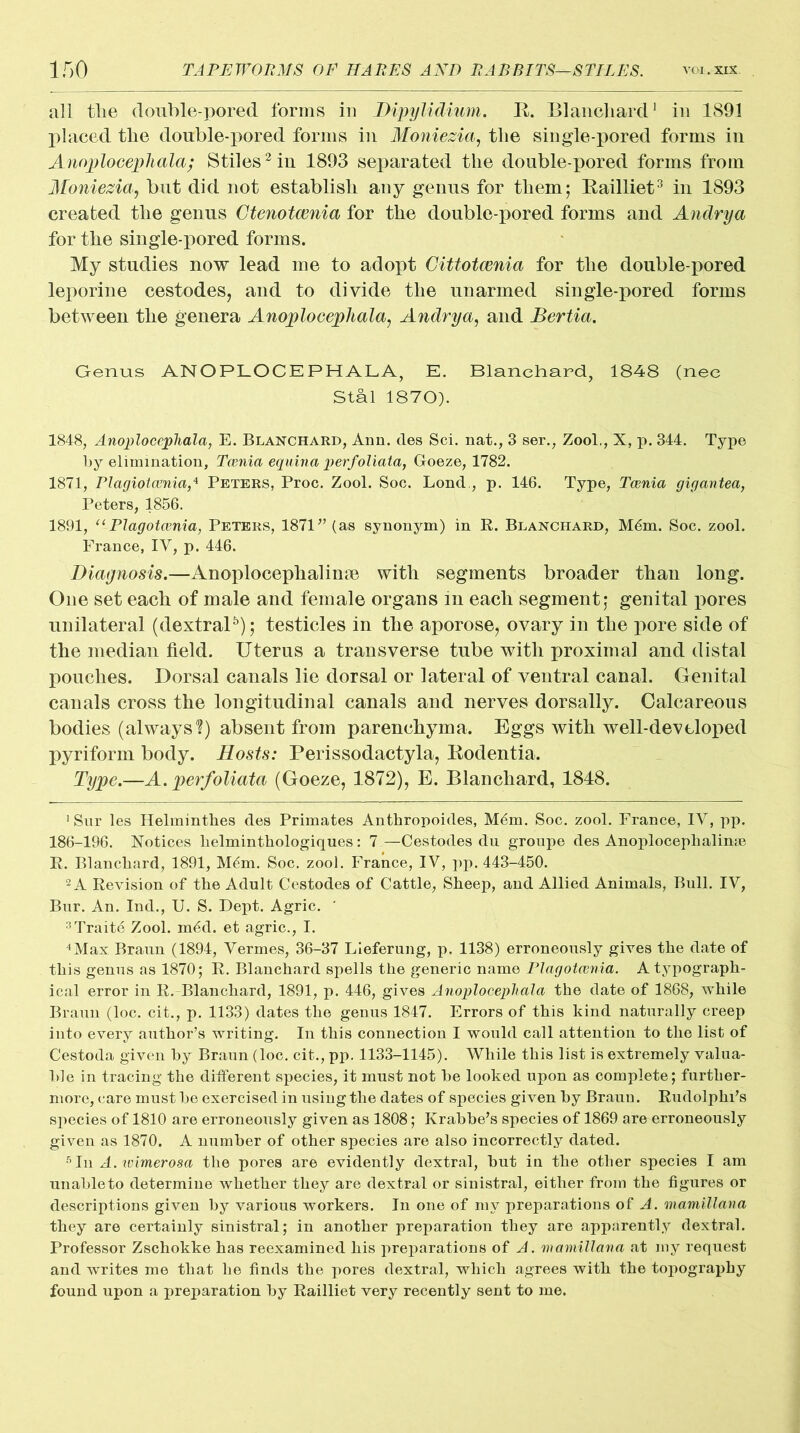 150 TAPEWORMS OF HARES AND RABBITS—STILES. VOL. XIX.
all the double-pored forms in Dipylidium. R. Blanchard¹ in 1891
placed the double-pored forms in Moniezia, the single-pored forms in
Anoplocephala; Stiles² in 1893 separated the double-pored forms from
Moniezia, but did not establish any genus for them; Railliet³ in 1893
created the genus Ctenotænia for the double-pored forms and Andrya
for the single-pored forms.
My studies now lead me to adopt Cittotænia for the double-pored
leporine cestodes, and to divide the unarmed single-pored forms
between the genera Anoplocephala, Andrya, and Bertia.
Genus ANOPLOCEPHALA, E. Blanchard, 1848 (nec
Stål 1870).
1848, Anoplocephala, E. BLANCHARD, Ann. des Sci. nat., 3 ser., Zool., X, p. 344. Type
by elimination, Tænia equina perfoliata, Goeze, 1782.
1871, Plagiotænia,⁴ PETERS, Proc. Zool. Soc. Lond., p. 146. Type, Tænia gigantea,
Peters, 1856.
1891, “Plagotænia, PETERS, 1871” (as synonym) in R. BLANCHARD, Mém. Soc. zool.
France, IV, p. 446.
Diagnosis.—Anoplocephalinæ with segments broader than long.
One set each of male and female organs in each segment; genital pores
unilateral (dextral⁵); testicles in the aporose, ovary in the pore side of
the median field. Uterus a transverse tube with proximal and distal
pouches. Dorsal canals lie dorsal or lateral of ventral canal. Genital
canals cross the longitudinal canals and nerves dorsally. Calcareous
bodies (always?) absent from parenchyma. Eggs with well-developed
pyriform body. Hosts: Perissodactyla, Rodentia.
Type.—A. perfoliata (Goeze, 1872), E. Blanchard, 1848.
¹ Sur les Helminthes des Primates Anthropoides, Mém. Soc. zool. France, IV, pp.
186-196. Notices helminthologiques: 7.—Cestodes du groupe des Anoplocephalinæ
R. Blanchard, 1891, Mém. Soc. zool. France, IV, pp. 443-450.
² A Revision of the Adult Cestodes of Cattle, Sheep, and Allied Animals, Bull. IV,
Bur. An. Ind., U. S. Dept. Agric.
³ Traité Zool. méd. et agric., I.
⁴ Max Braun (1894, Vermes, 36-37 Lieferung, p. 1138) erroneously gives the date of
this genus as 1870; R. Blanchard spells the generic name Plagotænia. A typograph-
ical error in R. Blanchard, 1891, p. 446, gives Anoplocephala the date of 1868, while
Braun (loc. cit., p. 1133) dates the genus 1847. Errors of this kind naturally creep
into every author's writing. In this connection I would call attention to the list of
Cestoda given by Braun (loc. cit., pp. 1133-1145). While this list is extremely valua-
ble in tracing the different species, it must not be looked upon as complete; further-
more, care must be exercised in using the dates of species given by Braun. Rudolphi's
species of 1810 are erroneously given as 1808; Krabbe's species of 1869 are erroneously
given as 1870. A number of other species are also incorrectly dated.
⁵ In A. wimerosa the pores are evidently dextral, but in the other species I am
unable to determine whether they are dextral or sinistral, either from the figures or
descriptions given by various workers. In one of my preparations of A. mamillana
they are certainly sinistral; in another preparation they are apparently dextral.
Professor Zschokke has reexamined his preparations of A. mamillana at my request
and writes me that he finds the pores dextral, which agrees with the topography
found upon a preparation by Railliet very recently sent to me.